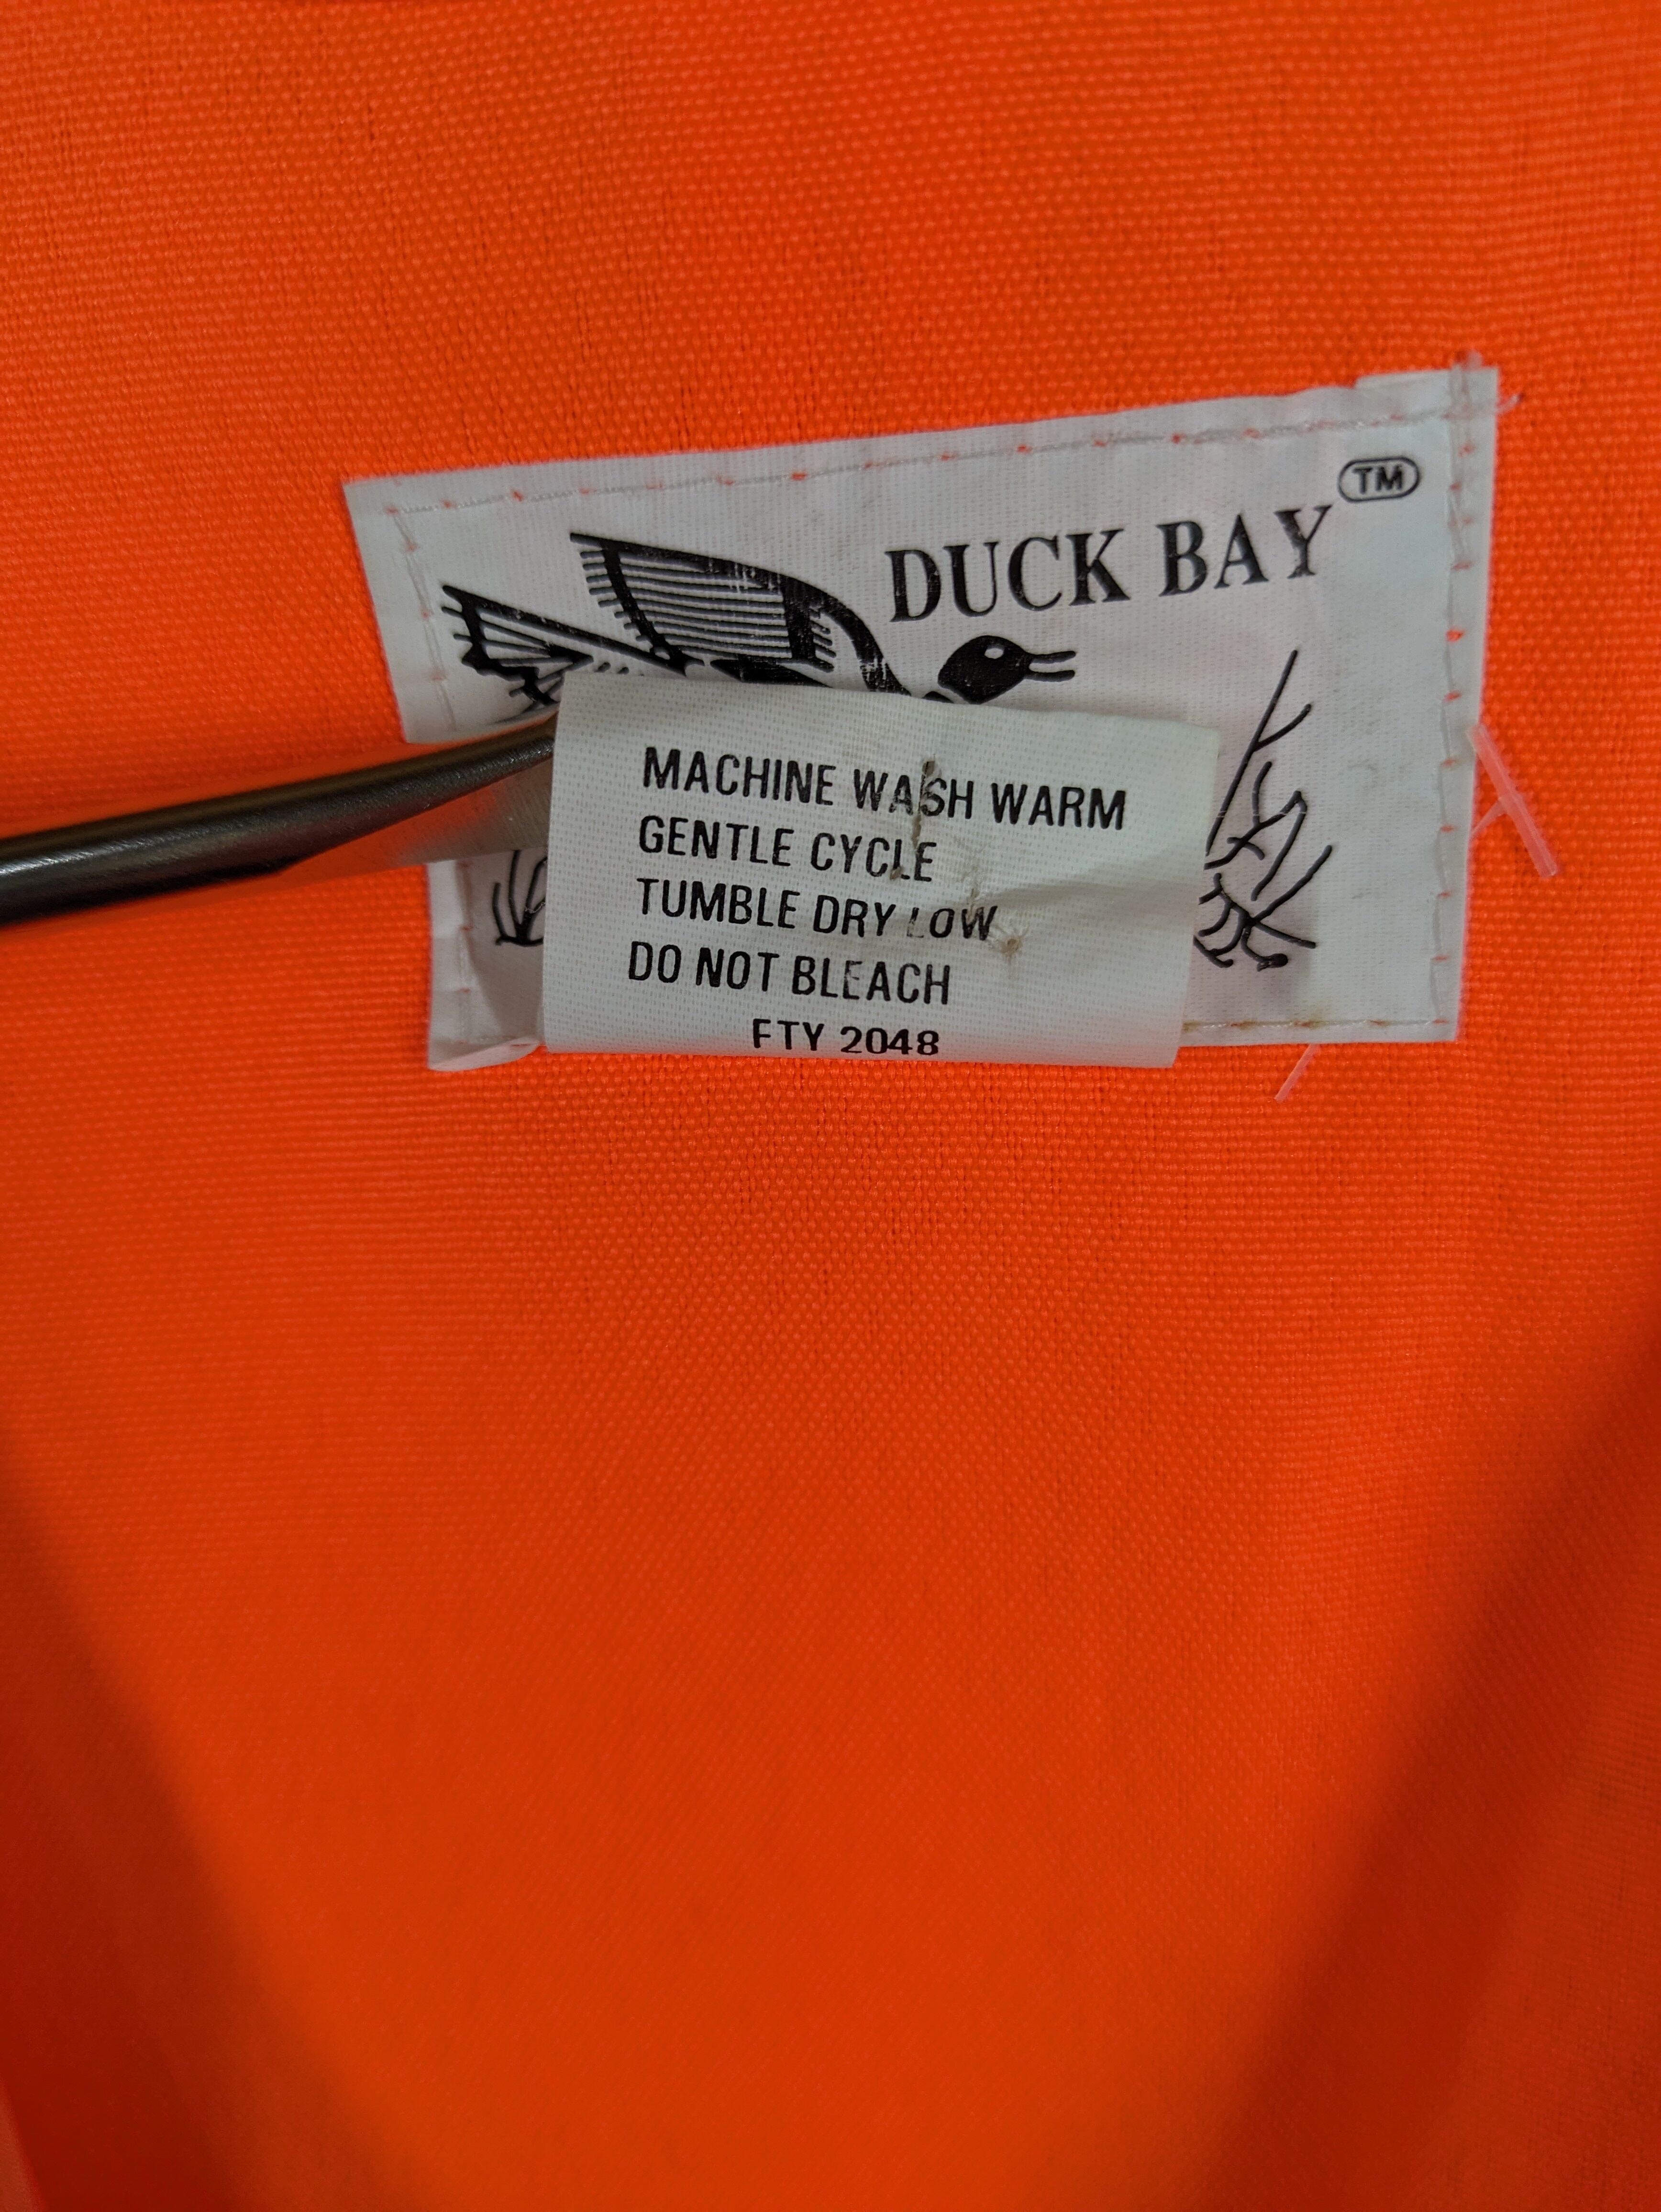 DUCK BAY TM
MACHINE WASH WARM
GENTLE CYCLE
TUMBLE DRY LOW
DO NOT BLEACH
FTY 2048